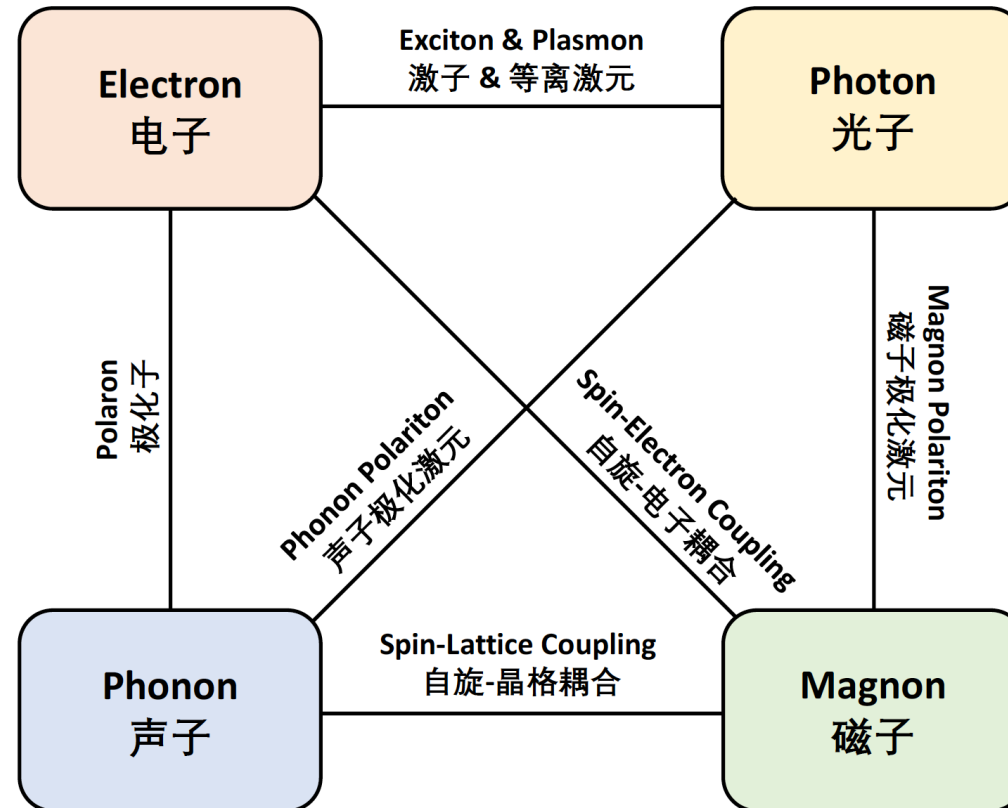 Electron
电子
Exciton & Plasmon
激子 & 等离激元
Photon
光子
Polaron
极化子
Phonon Polariton
声子极化激元
Spin-Electron Coupling
自旋-电子耦合
Magnon Polariton
磁子极化激元
Phonon
声子
Spin-Lattice Coupling
自旋-晶格耦合
Magnon
磁子